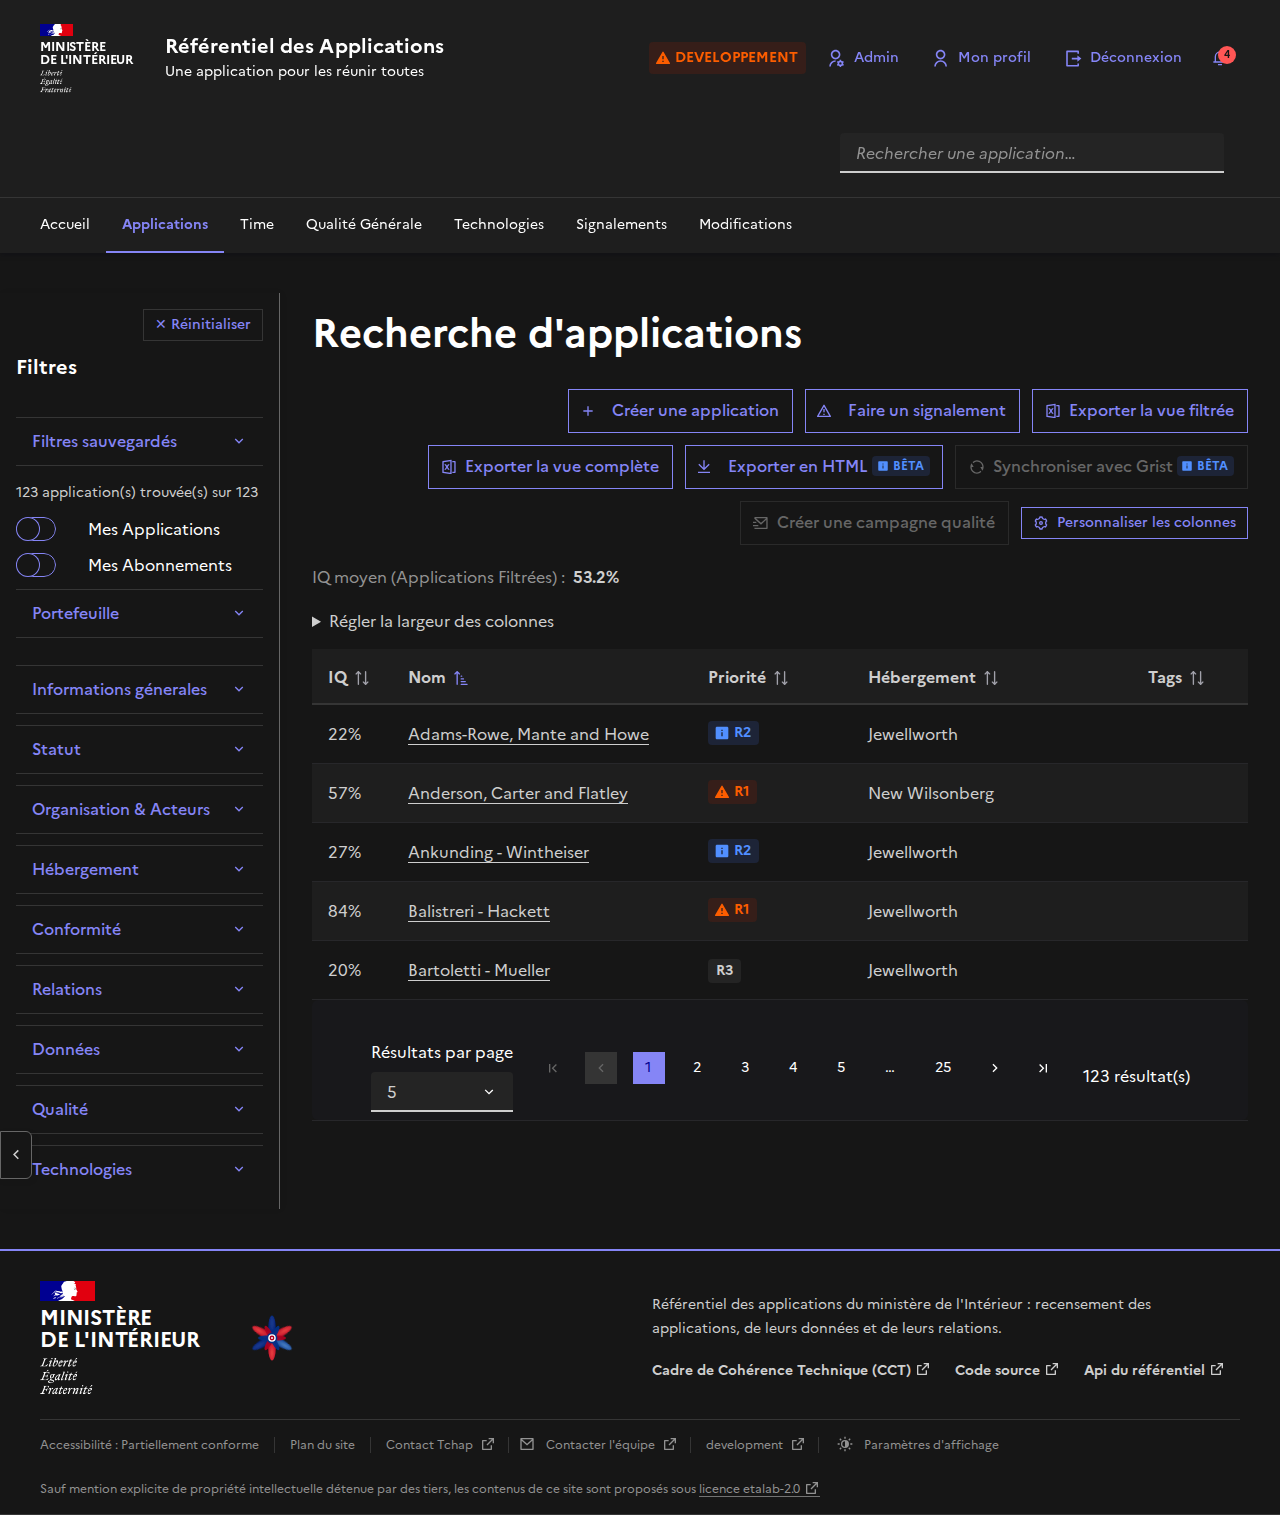 MINISTÈRE
DE L'INTÉRIEUR
Liberté
Égalité
Fraternité
Référentiel des Applications
Une application pour les réunir toutes
DEVELOPPEMENT
Admin
Mon profil
Déconnexion
4
Rechercher une application...
Accueil
Applications
Time
Qualité Générale
Technologies
Signalements
Modifications
× Réinitialiser
Filtres
Filtres sauvegardés
123 application(s) trouvée(s) sur 123
Mes Applications
Mes Abonnements
Portefeuille
Informations génerales
Statut
Organisation & Acteurs
Hébergement
Conformité
Relations
Données
Qualité
Technologies
Recherche d'applications
Créer une application
Faire un signalement
Exporter la vue filtrée
Exporter la vue complète
Exporter en HTML BÊTA
Synchroniser avec Grist BÊTA
Créer une campagne qualité
Personnaliser les colonnes
IQ moyen (Applications Filtrées) : 53.2%
Régler la largeur des colonnes
IQ Nom Priorité Hébergement Tags
22% Adams-Rowe, Mante and Howe R2 Jewellworth
57% Anderson, Carter and Flatley R1 New Wilsonberg
27% Ankunding - Wintheiser R2 Jewellworth
84% Balistreri - Hackett R1 Jewellworth
20% Bartoletti - Mueller R3 Jewellworth
Résultats par page
5
1 2 3 4 5 ... 25
123 résultat(s)
MINISTÈRE
DE L'INTÉRIEUR
Liberté
Égalité
Fraternité
Référentiel des applications du ministère de l'Intérieur : recensement des
applications, de leurs données et de leurs relations.
Cadre de Cohérence Technique (CCT)
Code source
Api du référentiel
Accessibilité : Partiellement conforme
Plan du site
Contact Tchap
Contacter l'équipe
development
Paramètres d'affichage
Sauf mention explicite de propriété intellectuelle détenue par des tiers, les contenus de ce site sont proposés sous licence etalab-2.0